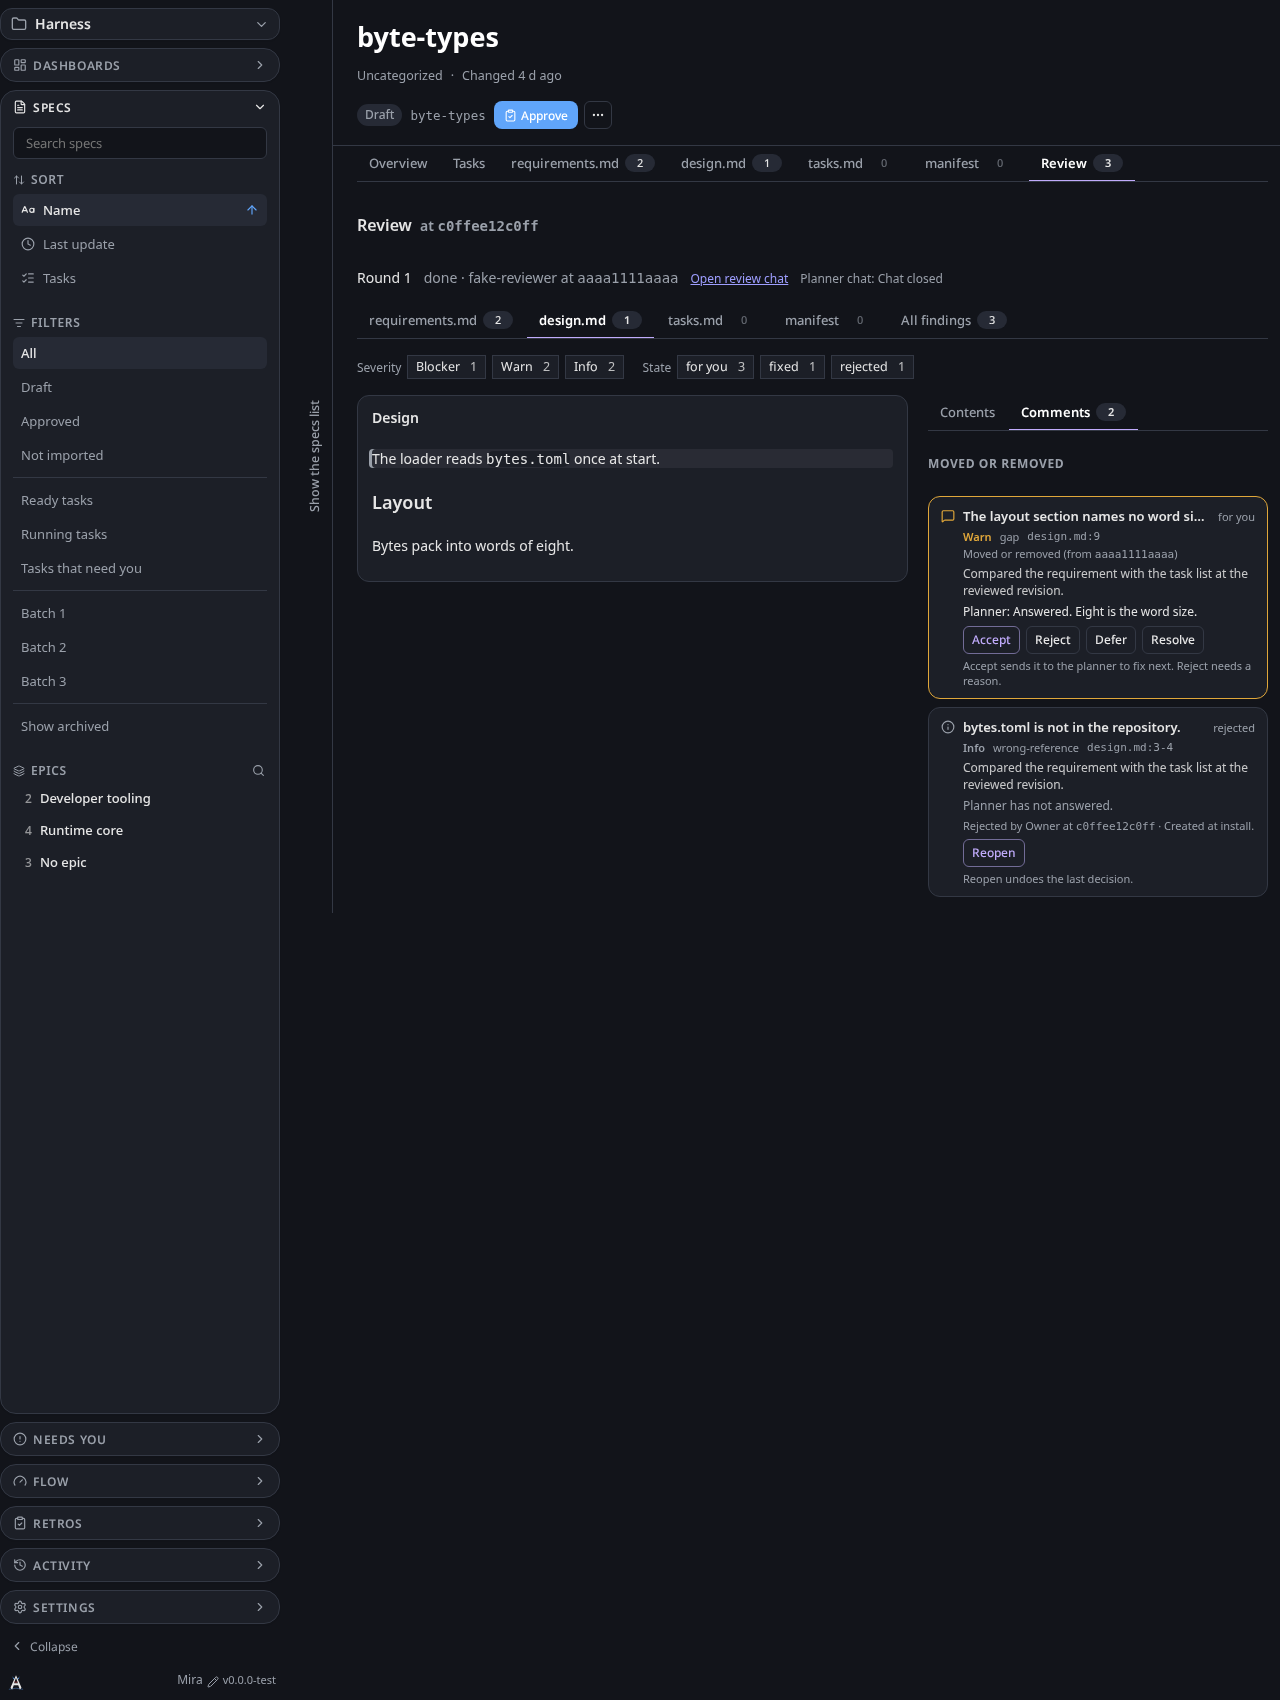 Harness
DASHBOARDS
SPECS
Search specs
SORT
Name
Last update
Tasks
FILTERS
All
Draft
Approved
Not imported
Ready tasks
Running tasks
Tasks that need you
Batch 1
Batch 2
Batch 3
Show archived
EPICS
2 Developer tooling
4 Runtime core
3 No epic
NEEDS YOU
FLOW
RETROS
ACTIVITY
SETTINGS
Collapse
Mira v0.0.0-test
Show the specs list
byte-types
Uncategorized · Changed 4 d ago
Draft byte-types Approve
Overview Tasks requirements.md 2 design.md 1 tasks.md 0 manifest 0 Review 3
Review at c0ffee12c0ff
Round 1 done · fake-reviewer at aaaa1111aaaa Open review chat Planner chat: Chat closed
requirements.md 2 design.md 1 tasks.md 0 manifest 0 All findings 3
Severity Blocker 1 Warn 2 Info 2 State for you 3 fixed 1 rejected 1
Design
The loader reads bytes.toml once at start.
Layout
Bytes pack into words of eight.
Contents Comments 2
MOVED OR REMOVED
The layout section names no word si... for you
Warn gap design.md:9
Moved or removed (from aaaa1111aaaa)
Compared the requirement with the task list at the
reviewed revision.
Planner: Answered. Eight is the word size.
Accept Reject Defer Resolve
Accept sends it to the planner to fix next. Reject needs a
reason.
bytes.toml is not in the repository. rejected
Info wrong-reference design.md:3-4
Compared the requirement with the task list at the
reviewed revision.
Planner has not answered.
Rejected by Owner at c0ffee12c0ff · Created at install.
Reopen
Reopen undoes the last decision.